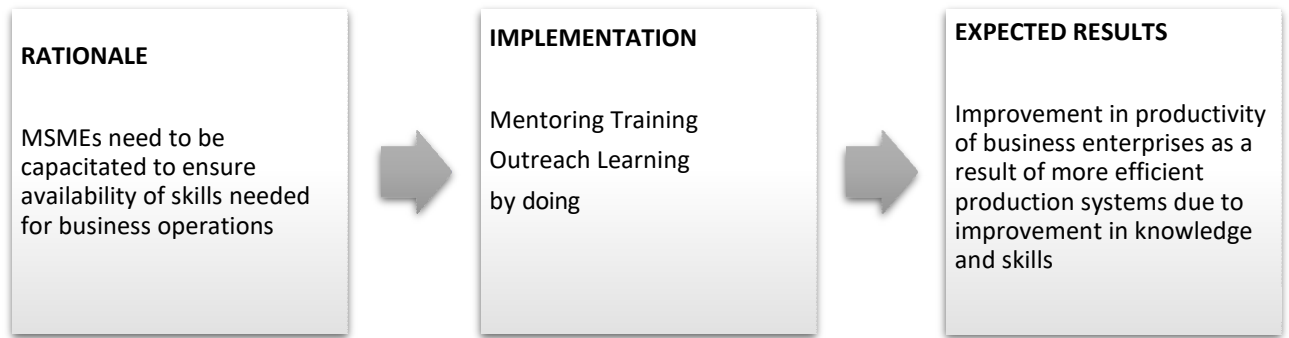 RATIONALE
MSMEs need to be
capacitated to ensure
availability of skills needed
for business operations
IMPLEMENTATION
Mentoring Training
Outreach Learning
by doing
EXPECTED RESULTS
Improvement in productivity
of business enterprises as a
result of more efficient
production systems due to
improvement in knowledge
and skills